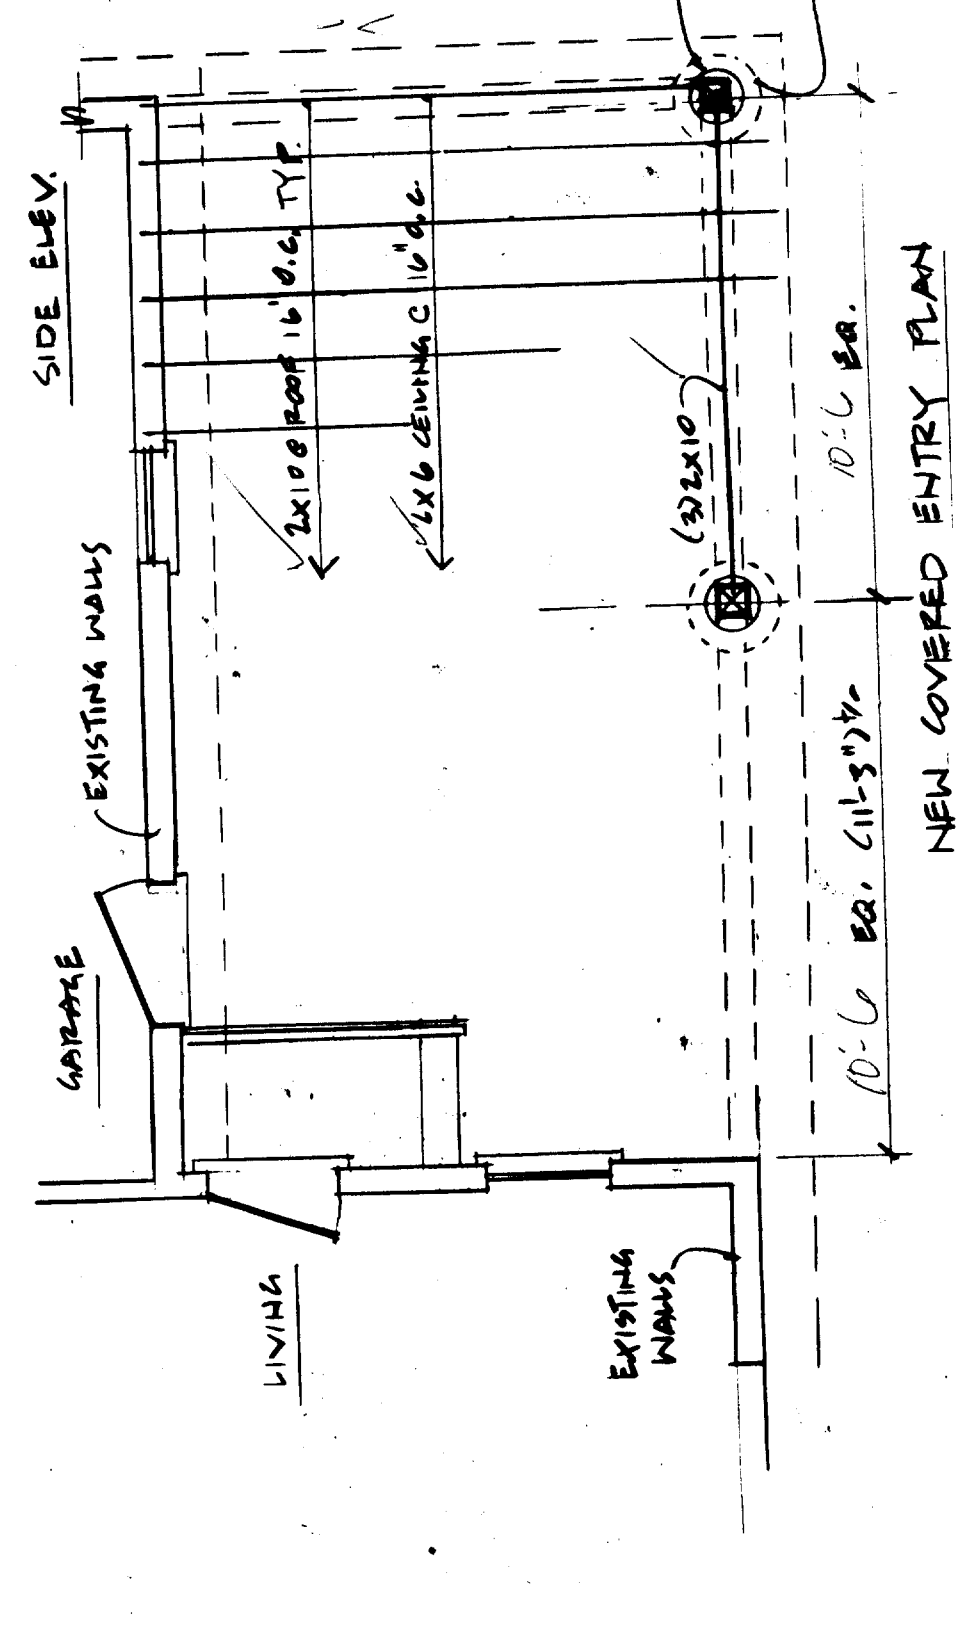 SIDE ELEV.
2X10 @ ROOF 16" O.C. TYP.
2X6 CEILING C 16" O.C.
EXISTING WALLS
(3) 2X10
GARAGE
LIVING
EXISTING
WALLS
10'-6 EQ. (11'-3")+/-
10'-6 EQ.
NEW COVERED ENTRY PLAN